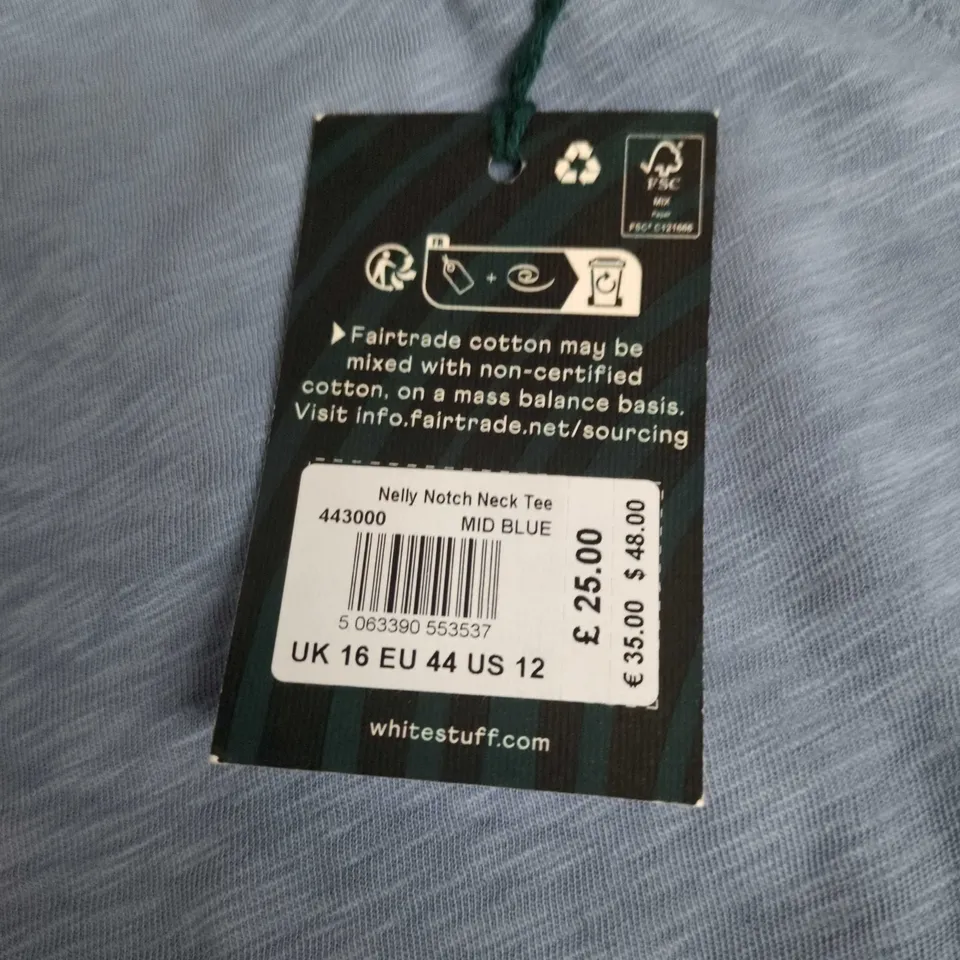 FSC
MIX
Paper
FSC® C121666
FR
Fairtrade cotton may be
mixed with non-certified
cotton, on a mass balance basis.
Visit info.fairtrade.net/sourcing
Nelly Notch Neck Tee
443000 MID BLUE
5 063390 553537
UK 16 EU 44 US 12
£ 25.00
€ 35.00 $ 48.00
whitestuff.com